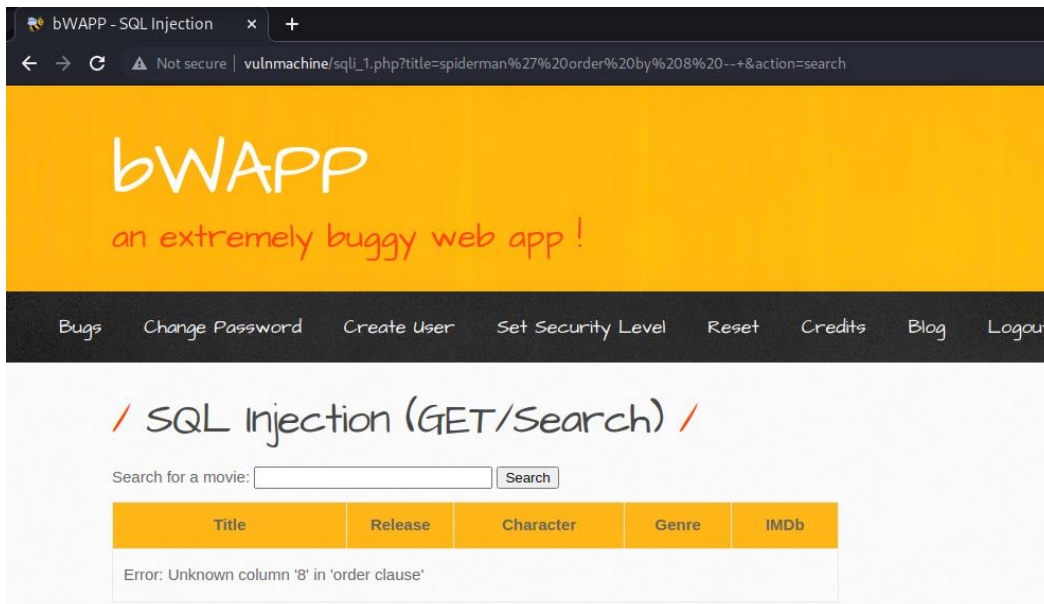 bWAPP - SQL Injection × +
Not secure | vulnmachine/sqli_1.php?title=spiderman%27%20order%20by%208%20--+&action=search
bWAPP
an extremely buggy web app !
Bugs Change Password Create User Set Security Level Reset Credits Blog Logou
/ SQL Injection (GET/Search) /
Search for a movie: Search
Title Release Character Genre IMDb
Error: Unknown column '8' in 'order clause'